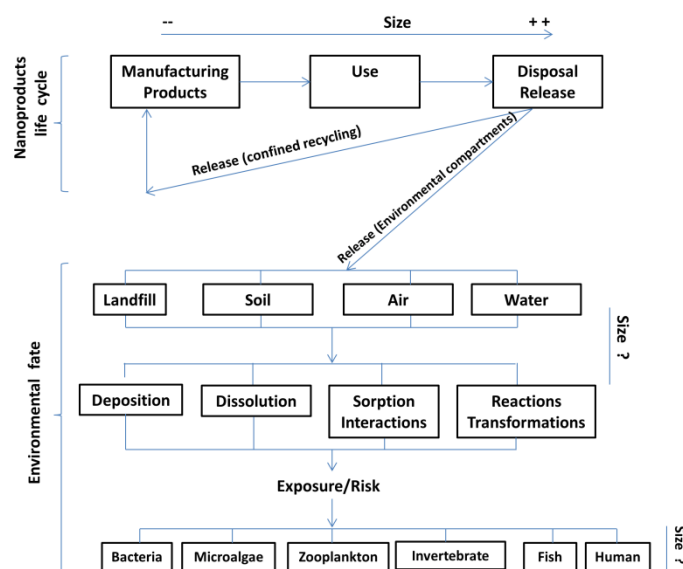 -- Size ++
Manufacturing
Products
Use
Disposal
Release
Nanoproducts
life cycle
Release (confined recycling)
Release (Environmental compartments)
Landfill
Soil
Air
Water
Size ?
Environmental fate
Deposition
Dissolution
Sorption
Interactions
Reactions
Transformations
Exposure/Risk
Bacteria
Microalgae
Zooplankton
Invertebrate
Fish
Human
Size ?